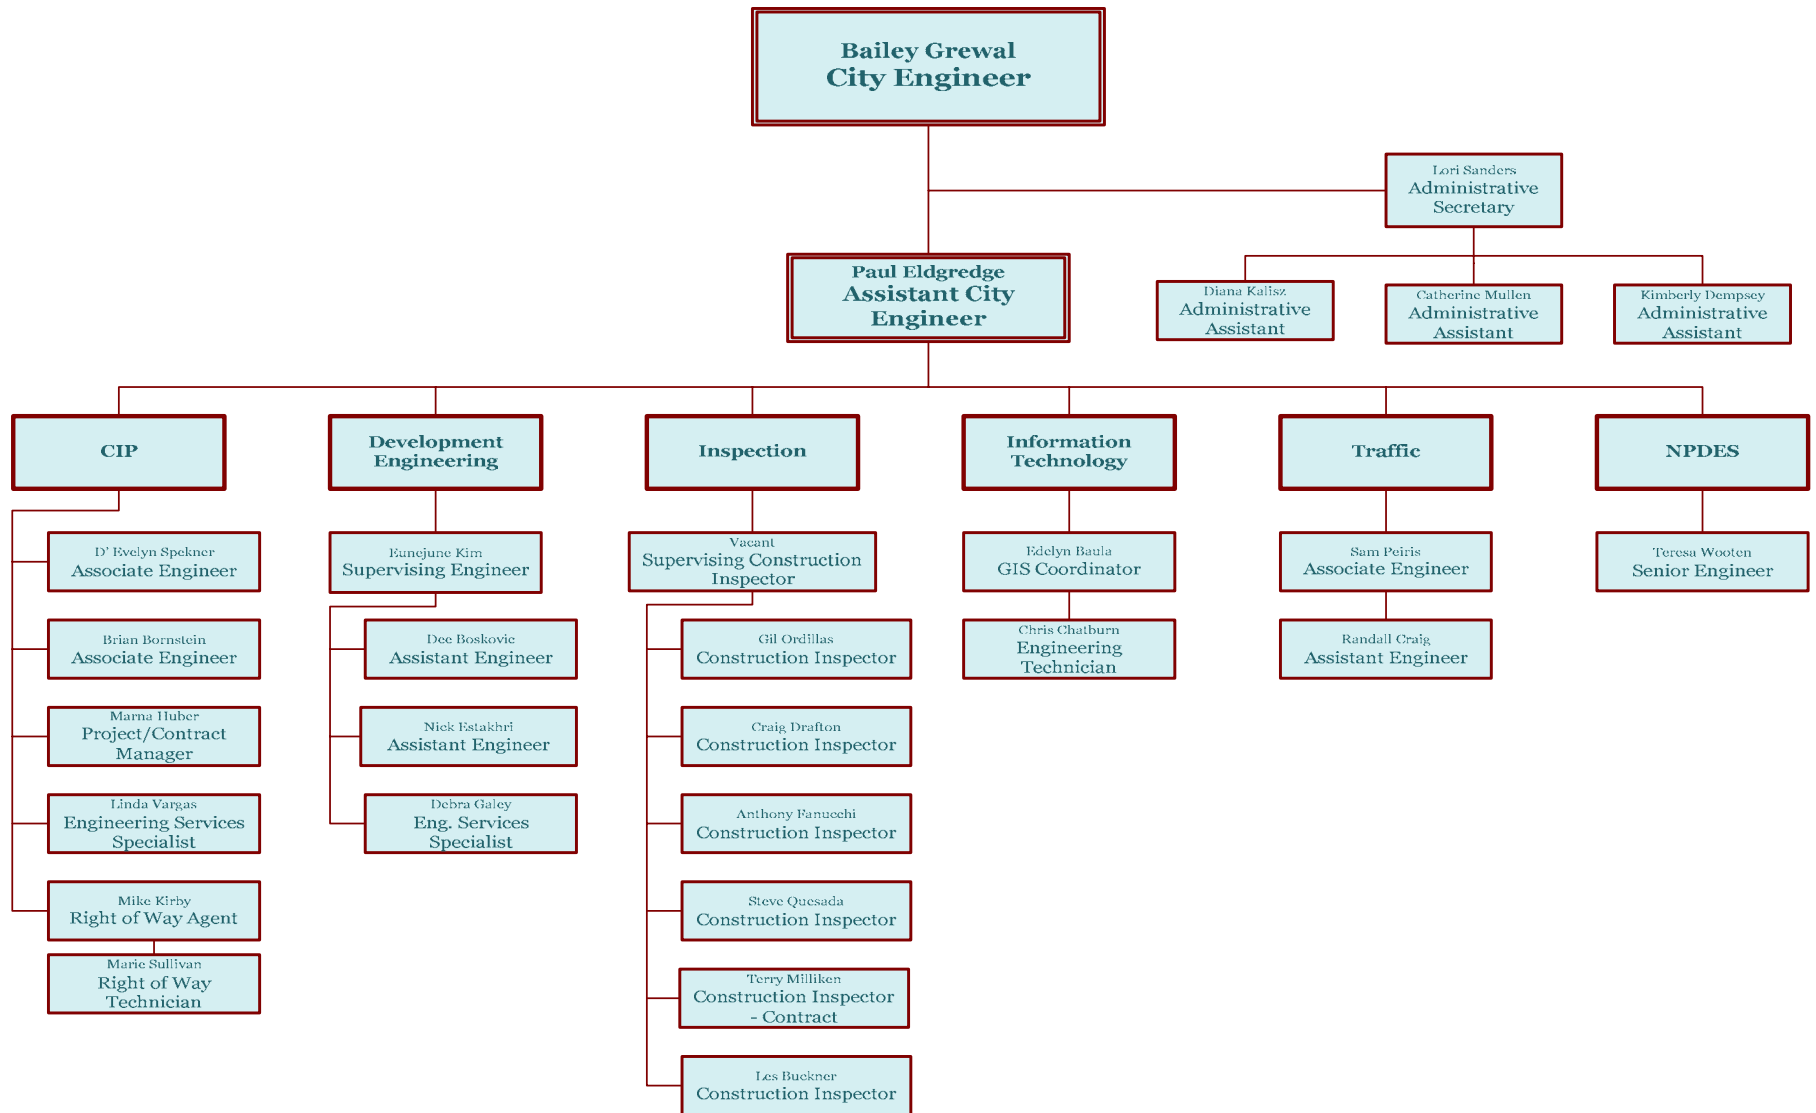 Bailey Grewal
City Engineer
Lori Sanders
Administrative
Secretary
Paul Eldgredge
Assistant City
Engineer
Diana Kalisz
Administrative
Assistant
Catherine Mullen
Administrative
Assistant
Kimberly Dempsey
Administrative
Assistant
CIP
Development
Engineering
Inspection
Information
Technology
Traffic
NPDES
D' Evelyn Spekner
Associate Engineer
Brian Bornstein
Associate Engineer
Marna Huber
Project/Contract
Manager
Linda Vargas
Engineering Services
Specialist
Mike Kirby
Right of Way Agent
Marie Sullivan
Right of Way
Technician
Eunejune Kim
Supervising Engineer
Dee Boskovic
Assistant Engineer
Nick Estakhri
Assistant Engineer
Debra Galey
Eng. Services
Specialist
Vacant
Supervising Construction
Inspector
Gil Ordillas
Construction Inspector
Craig Drafton
Construction Inspector
Anthony Fanucchi
Construction Inspector
Steve Quesada
Construction Inspector
Terry Milliken
Construction Inspector
- Contract
Les Buckner
Construction Inspector
Edelyn Baula
GIS Coordinator
Chris Chatburn
Engineering
Technician
Sam Peiris
Associate Engineer
Randall Craig
Assistant Engineer
Teresa Wooten
Senior Engineer